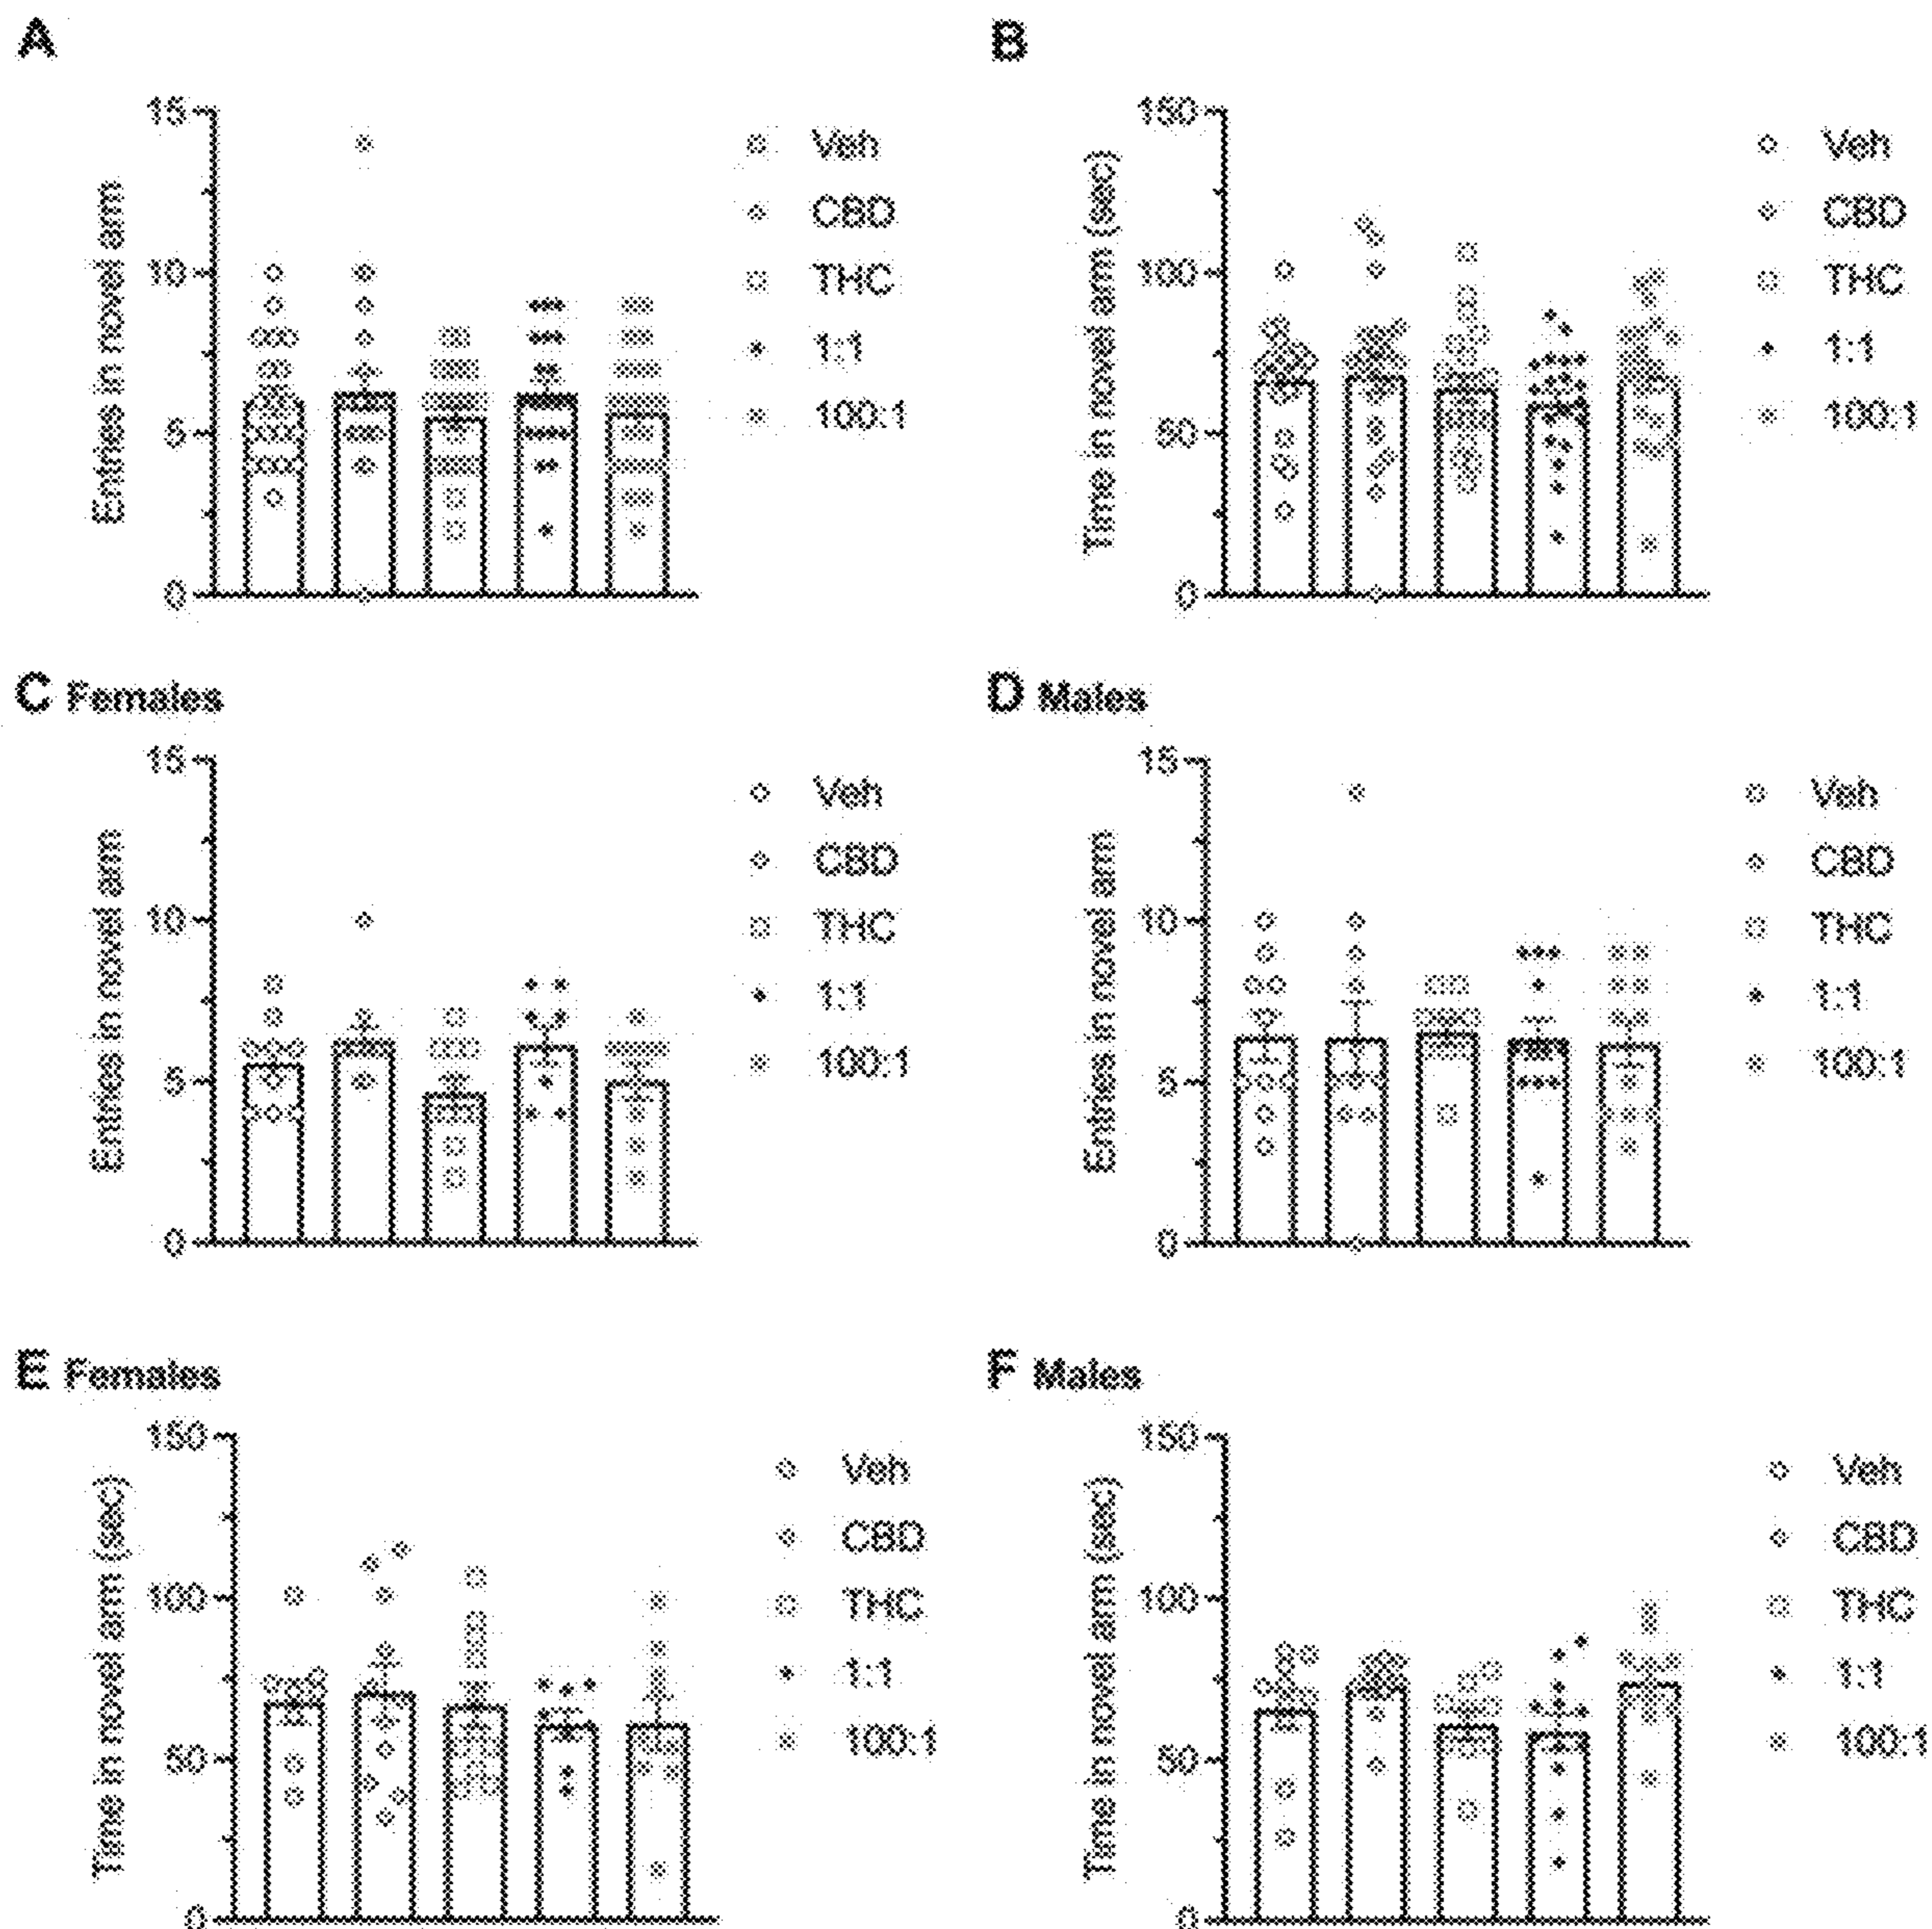 A
Entries in novel arm
15
10
5
0
Veh
CBD
THC
1:1
100:1
B
Time in novel arm (sec)
150
100
50
0
Veh
CBD
THC
1:1
100:1
C Females
Entries in novel arm
15
10
5
0
Veh
CBD
THC
1:1
100:1
D Males
Entries in novel arm
15
10
5
0
Veh
CBD
THC
1:1
100:1
E Females
Time in novel arm (sec)
150
100
50
0
Veh
CBD
THC
1:1
100:1
F Males
Time in novel arm (sec)
150
100
50
0
Veh
CBD
THC
1:1
100:1